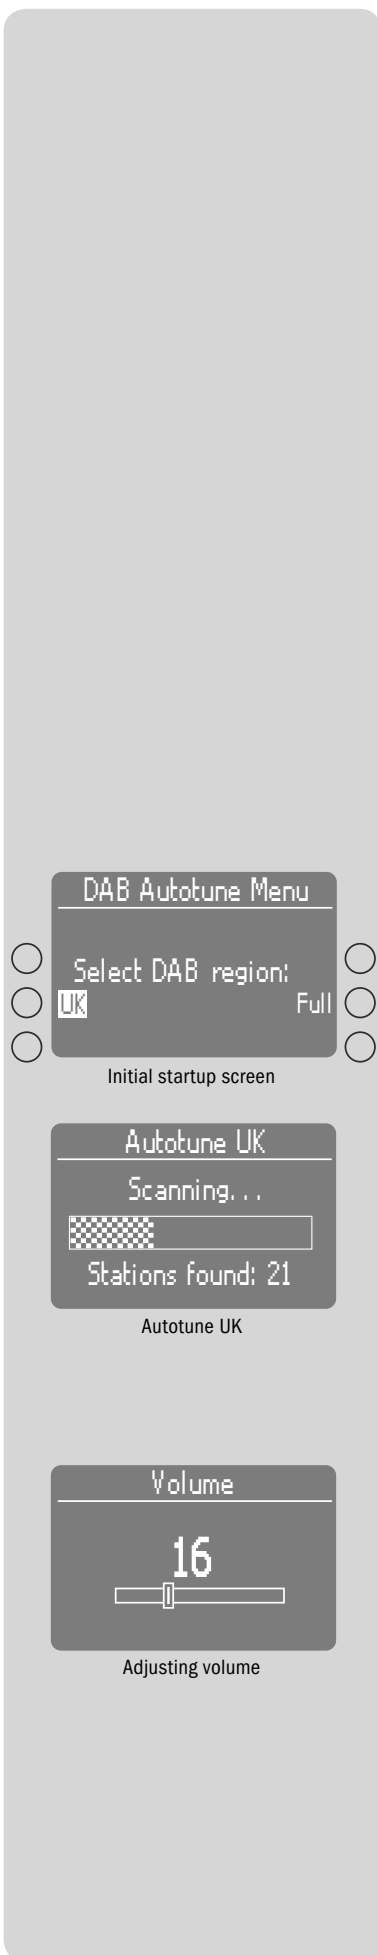 DAB Autotune Menu
Select DAB region:
UK Full
Initial startup screen
Autotune UK
Scanning...
Stations found: 21
Autotune UK
Volume
16
Adjusting volume